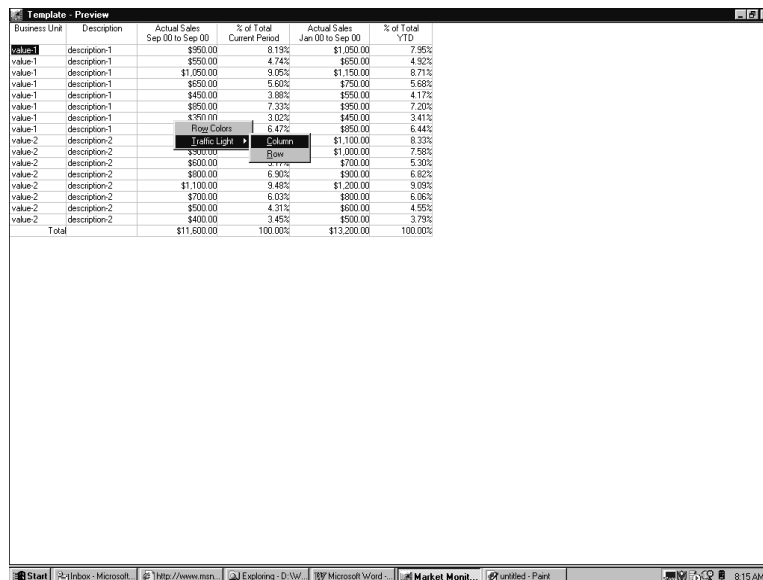 Template - Preview
Business Unit Description Actual Sales % of Total Actual Sales % of Total
Sep 00 to Sep 00 Current Period Jan 00 to Sep 00 YTD
value-1 description-1 $950.00 8.19% $1,050.00 7.95%
value-1 description-1 $550.00 4.74% $650.00 4.92%
value-1 description-1 $1,050.00 9.05% $1,150.00 8.71%
value-1 description-1 $650.00 5.60% $750.00 5.68%
value-1 description-1 $450.00 3.88% $550.00 4.17%
value-1 description-1 $850.00 7.33% $950.00 7.20%
value-1 description-1 $350.00 3.02% $450.00 3.41%
value-1 description-1 Row Colors 6.47% $850.00 6.44%
value-2 description-2 Traffic Light Column $1,100.00 8.33%
value-2 description-2 $900.00 $1,000.00 7.58%
Row
value-2 description-2 $600.00 5.17% $700.00 5.30%
value-2 description-2 $800.00 6.90% $900.00 6.82%
value-2 description-2 $1,100.00 9.48% $1,200.00 9.09%
value-2 description-2 $700.00 6.03% $800.00 6.06%
value-2 description-2 $500.00 4.31% $600.00 4.55%
value-2 description-2 $400.00 3.45% $500.00 3.79%
Total $11,600.00 100.00% $13,200.00 100.00%
Start Inbox - Microsoft... http://www.msn... Exploring - D:\W... Microsoft Word -... Market Monit... untitled - Paint 8:15 AM